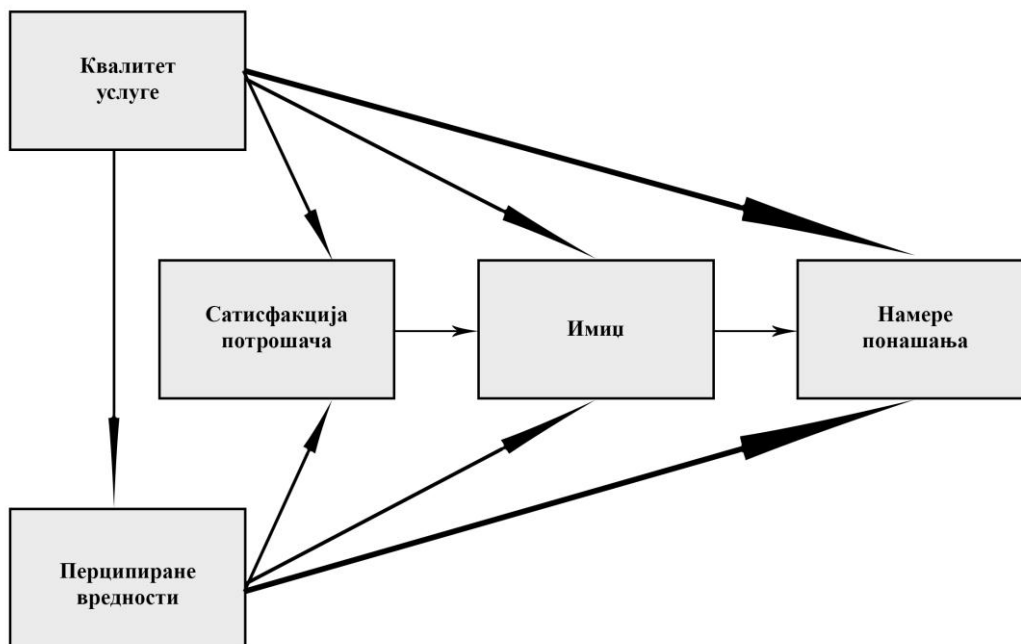 Квалитет
услуге
Сатисфакција
потрошача
Имиџ
Намере
понашања
Перципиране
вредности